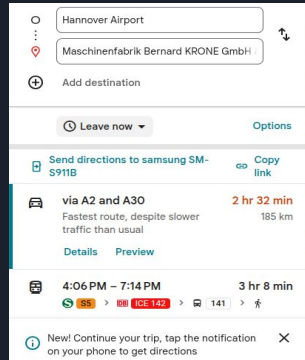 Hannover Airport
Maschinenfabrik Bernard KRONE GmbH
Add destination
Leave now
Options
Send directions to samsung SM-S911B
Copy link
via A2 and A30
2 hr 32 min
Fastest route, despite slower traffic than usual
185 km
Details Preview
4:06 PM – 7:14 PM
3 hr 8 min
S S5 > DB ICE 142 > 141 >
New! Continue your trip, tap the notification
on your phone to get directions